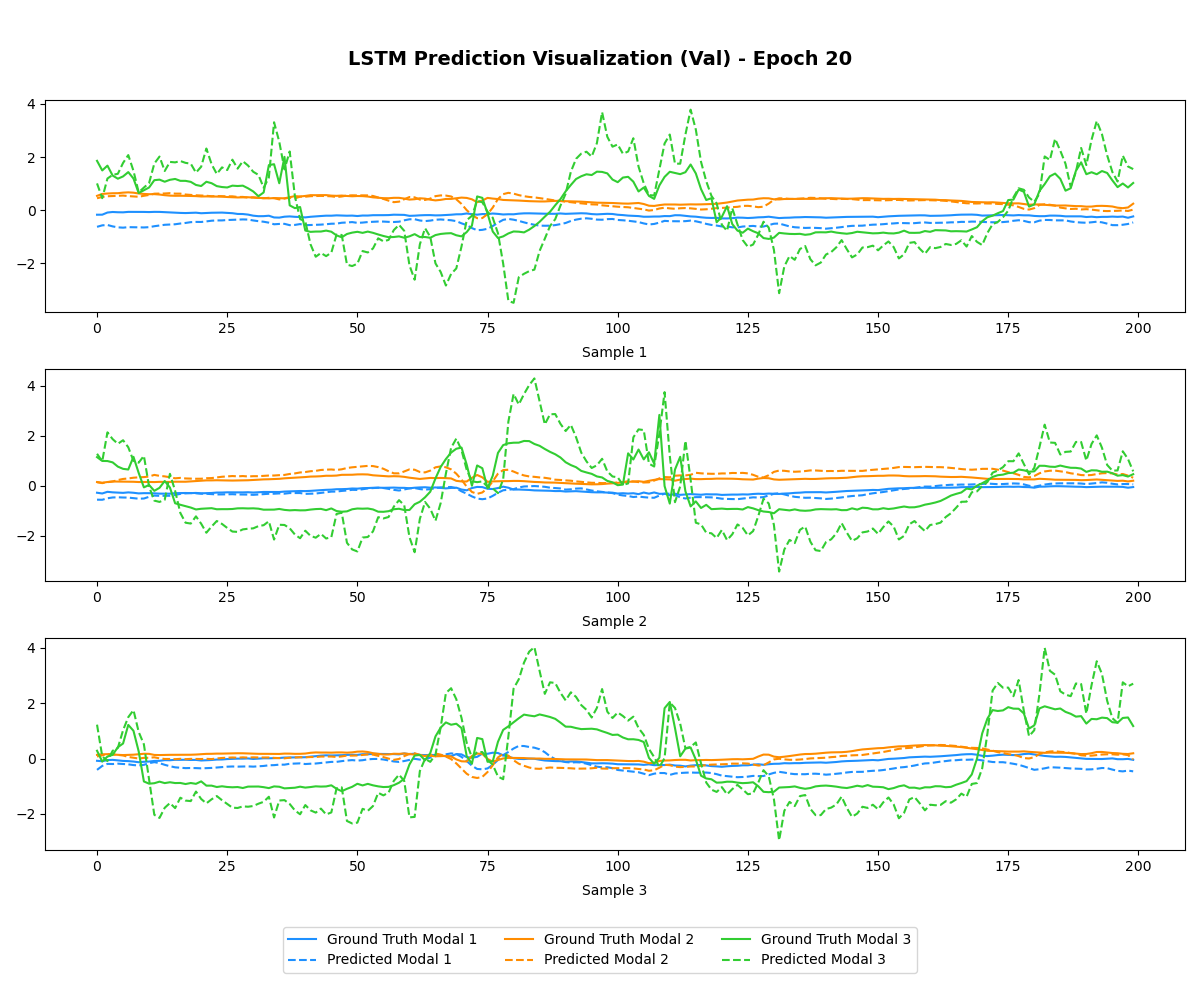 LSTM Prediction Visualization (Val) - Epoch 20
4
2
0
−2
0 25 50 75 100 125 150 175 200
Sample 1
4
2
0
−2
0 25 50 75 100 125 150 175 200
Sample 2
4
2
0
−2
0 25 50 75 100 125 150 175 200
Sample 3
Ground Truth Modal 1 Ground Truth Modal 2 Ground Truth Modal 3
Predicted Modal 1 Predicted Modal 2 Predicted Modal 3